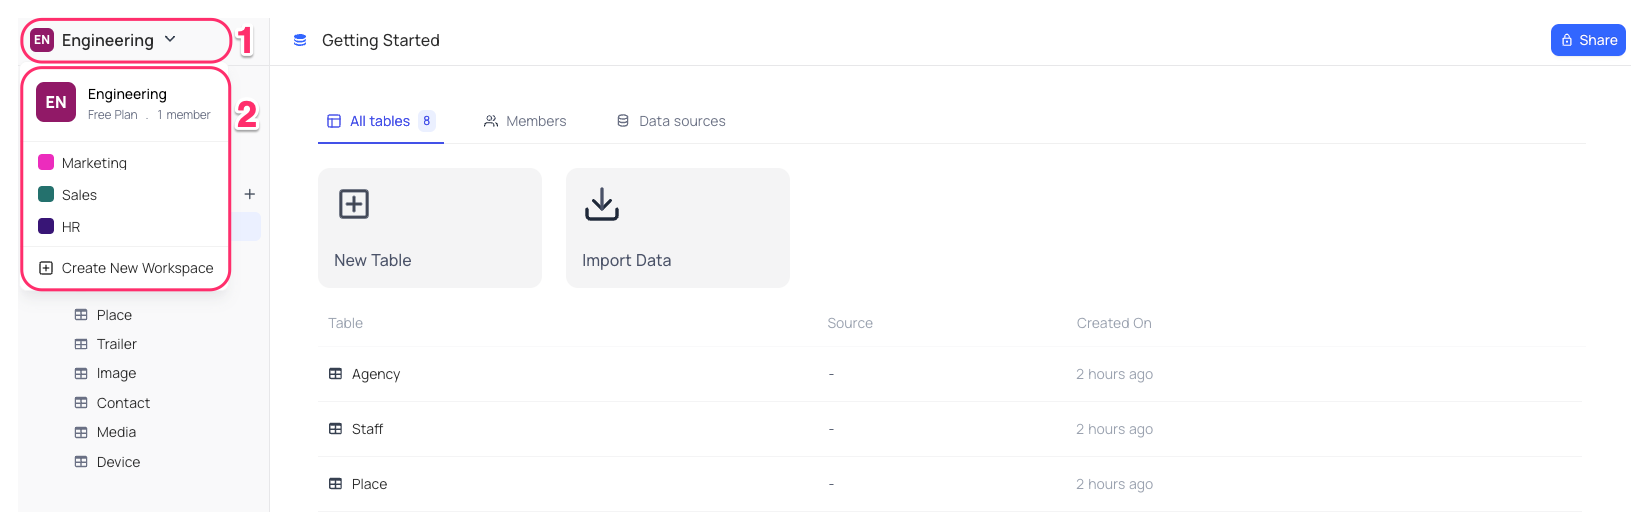 EN Engineering 1
EN Engineering
Free Plan . 1 member
2
Marketing
Sales
HR
Create New Workspace
Place
Trailer
Image
Contact
Media
Device
Getting Started
Share
All tables 8 Members Data sources
New Table Import Data
Table Source Created On
Agency - 2 hours ago
Staff - 2 hours ago
Place - 2 hours ago